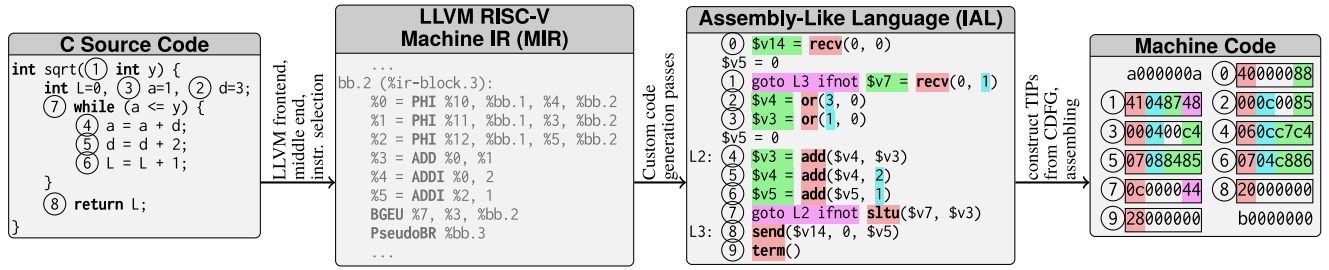 C Source Code
int sqrt(① int y) {
int L=0, ③ a=1, ② d=3;
⑦ while (a <= y) {
④ a = a + d;
⑤ d = d + 2;
⑥ L = L + 1;
}
⑧ return L;
}
LLVM frontend,
middle end,
instr. selection
LLVM RISC-V
Machine IR (MIR)
...
bb.2 (%ir-block.3):
%0 = PHI %10, %bb.1, %4, %bb.2
%1 = PHI %11, %bb.1, %3, %bb.2
%2 = PHI %12, %bb.1, %5, %bb.2
%3 = ADD %0, %1
%4 = ADDI %0, 2
%5 = ADDI %2, 1
BGEU %7, %3, %bb.2
PseudoBR %bb.3
...
Custom code
generation passes
Assembly-Like Language (IAL)
⓪ $v14 = recv(0, 0)
$v5 = 0
① goto L3 ifnot $v7 = recv(0, 1)
② $v4 = or(3, 0)
③ $v3 = or(1, 0)
$v5 = 0
L2: ④ $v3 = add($v4, $v3)
⑤ $v4 = add($v4, 2)
⑥ $v5 = add($v5, 1)
⑦ goto L2 ifnot sltu($v7, $v3)
L3: ⑧ send($v14, 0, $v5)
⑨ term()
construct TIPs
from CDFG,
assembling
Machine Code
a000000a ⓪ 40000088
① 41048748 ② 000c0085
③ 000400c4 ④ 060cc7c4
⑤ 07088485 ⑥ 0704c886
⑦ 0c000044 ⑧ 20000000
⑨ 28000000 b0000000